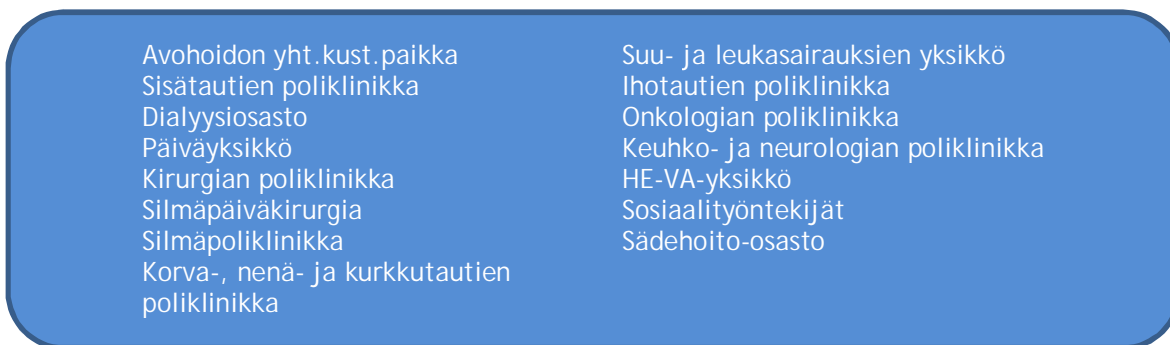 Avohoidon yht.kust.paikka
Sisätautien poliklinikka
Dialyysiosasto
Päiväyksikkö
Kirurgian poliklinikka
Silmäpäiväkirurgia
Silmäpoliklinikka
Korva-, nenä- ja kurkkutautien
poliklinikka
Suu- ja leukasairauksien yksikkö
Ihotautien poliklinikka
Onkologian poliklinikka
Keuhko- ja neurologian poliklinikka
HE-VA-yksikkö
Sosiaalityöntekijät
Sädehoito-osasto